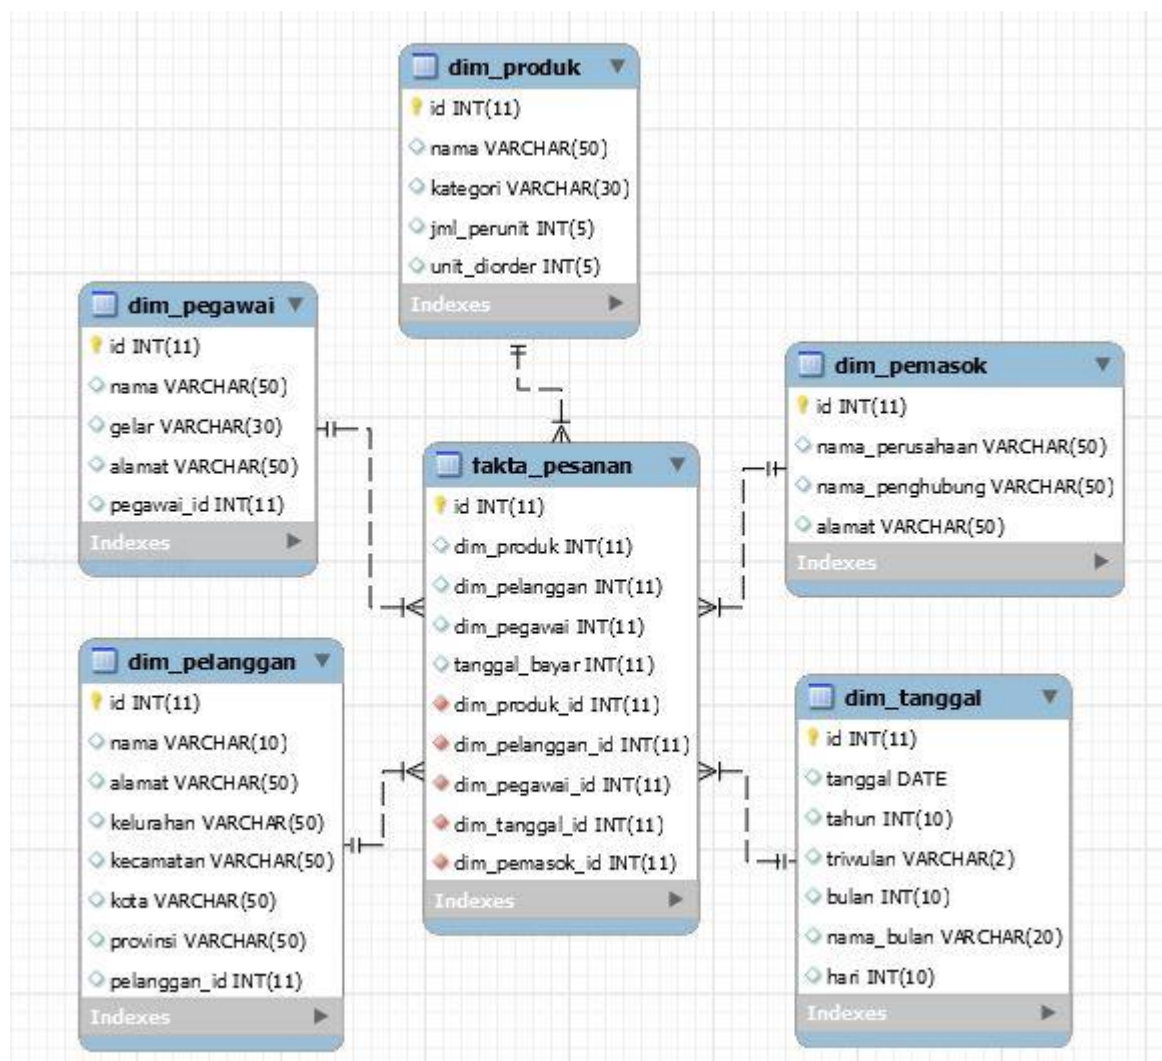 dim_produk
id INT(11)
nama VARCHAR(50)
kategori VARCHAR(30)
jml_perunit INT(5)
unit_diorder INT(5)
Indexes
dim_pegawai
id INT(11)
nama VARCHAR(50)
gelar VARCHAR(30)
alamat VARCHAR(50)
pegawai_id INT(11)
Indexes
dim_pemasok
id INT(11)
nama_perusahaan VARCHAR(50)
nama_penghubung VARCHAR(50)
alamat VARCHAR(50)
Indexes
fakta_pesanan
id INT(11)
dim_produk INT(11)
dim_pelanggan INT(11)
dim_pegawai INT(11)
tanggal_bayar INT(11)
dim_produk_id INT(11)
dim_pelanggan_id INT(11)
dim_pegawai_id INT(11)
dim_tanggal_id INT(11)
dim_pemasok_id INT(11)
Indexes
dim_pelanggan
id INT(11)
nama VARCHAR(10)
alamat VARCHAR(50)
kelurahan VARCHAR(50)
kecamatan VARCHAR(50)
kota VARCHAR(50)
provinsi VARCHAR(50)
pelanggan_id INT(11)
Indexes
dim_tanggal
id INT(11)
tanggal DATE
tahun INT(10)
triwulan VARCHAR(2)
bulan INT(10)
nama_bulan VARCHAR(20)
hari INT(10)
Indexes